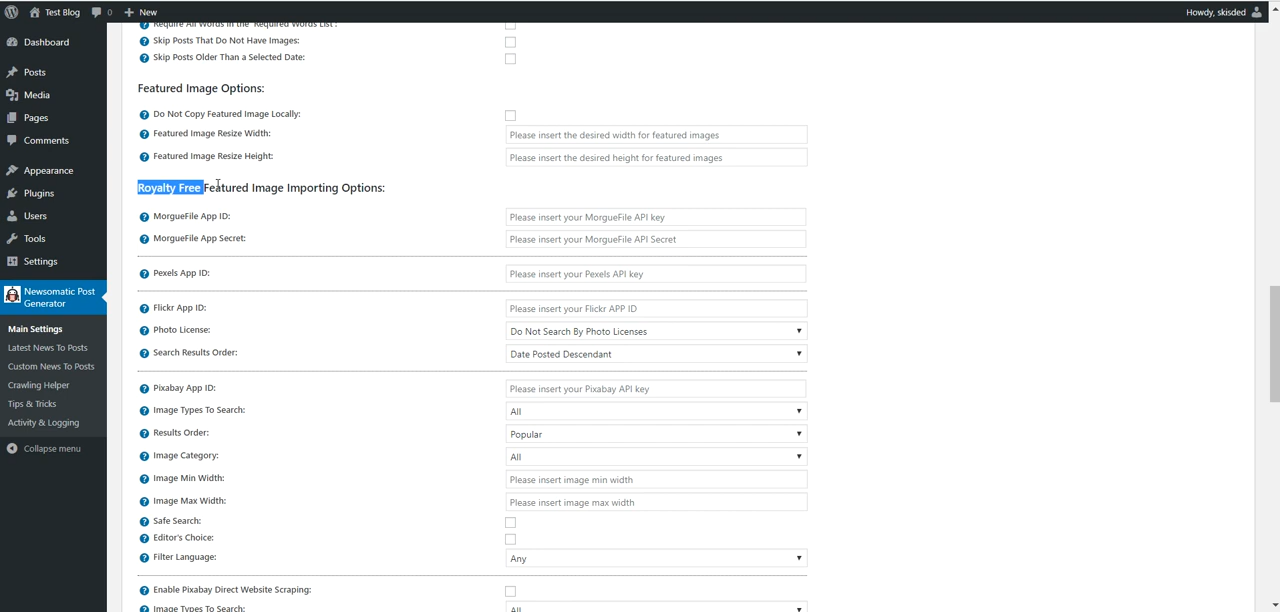 Test Blog 0 + New Howdy, skisded
Dashboard
Posts
Media
Pages
Comments
Appearance
Plugins
Users
Tools
Settings
Newsomatic Post
Generator
Main Settings
Latest News To Posts
Custom News To Posts
Crawling Helper
Tips & Tricks
Activity & Logging
Collapse menu
Require All Words in the 'Required Words List':
Skip Posts That Do Not Have Images:
Skip Posts Older Than a Selected Date:
Featured Image Options:
Do Not Copy Featured Image Locally:
Featured Image Resize Width: Please insert the desired width for featured images
Featured Image Resize Height: Please insert the desired height for featured images
Royalty Free Featured Image Importing Options:
MorgueFile App ID: Please insert your MorgueFile API key
MorgueFile App Secret: Please insert your MorgueFile API Secret
Pexels App ID: Please insert your Pexels API key
Flickr App ID: Please insert your Flickr APP ID
Photo License: Do Not Search By Photo Licenses
Search Results Order: Date Posted Descendant
Pixabay App ID: Please insert your Pixabay API key
Image Types To Search: All
Results Order: Popular
Image Category: All
Image Min Width: Please insert image min width
Image Max Width: Please insert image max width
Safe Search:
Editor's Choice:
Filter Language: Any
Enable Pixabay Direct Website Scraping:
Image Types To Search: All